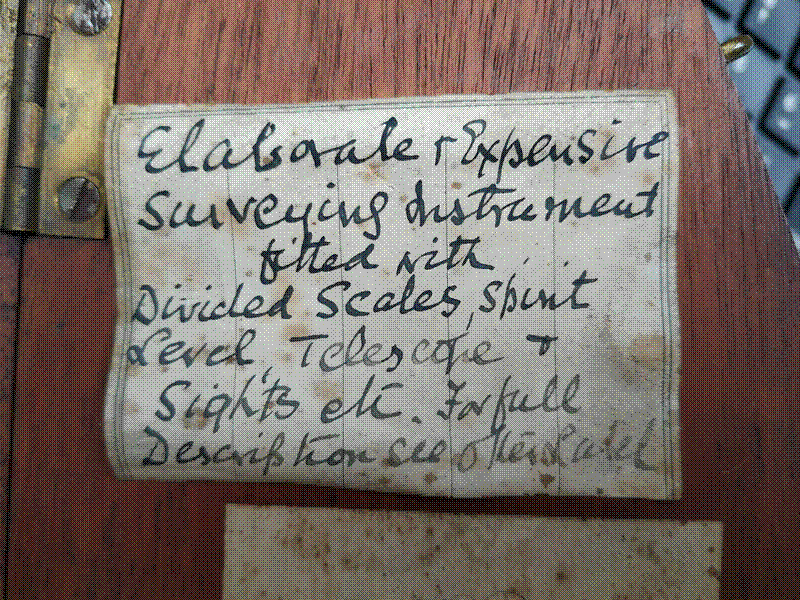 Elaborate + Expensive
Surveying Instrument
fitted with
Divided Scales, Spirit
Level, Telescope +
Sights etc. For full
Description see other Label